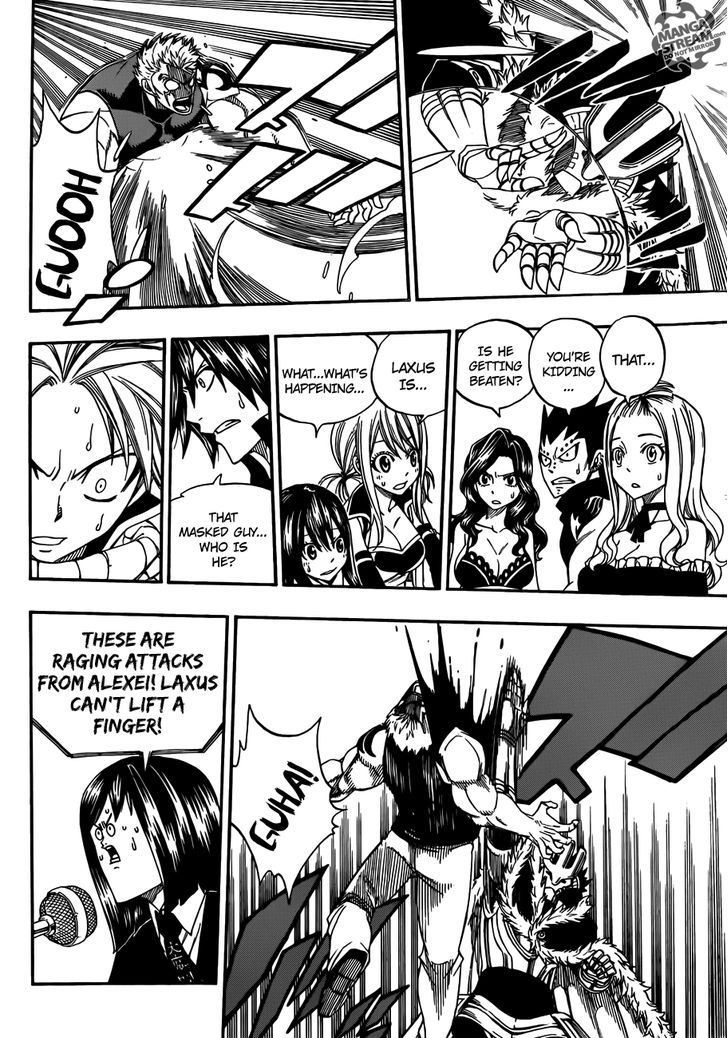 MANGA
STREAM.com
DO NOT MIRROR
GUOOH
THAT...
YOU'RE
KIDDING
...
IS HE
GETTING
BEATEN?
LAXUS
IS...
WHAT...WHAT'S
HAPPENING...
THAT
MASKED GUY...
WHO IS
HE?
GUHA!
THESE ARE
RAGING ATTACKS
FROM ALEXEI! LAXUS
CAN'T LIFT A
FINGER!